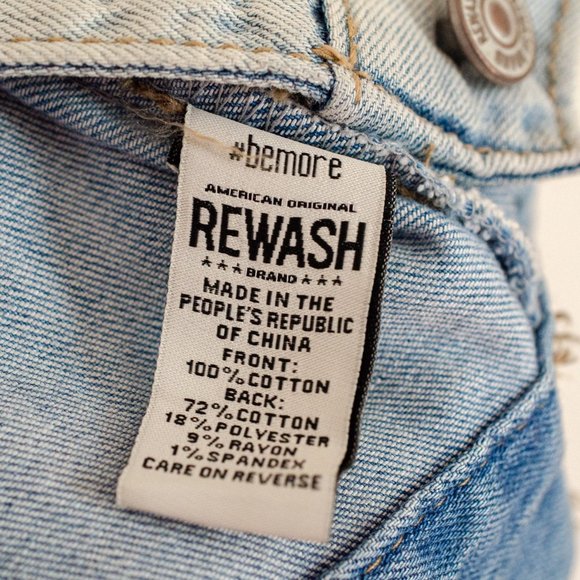 #bemore
AMERICAN ORIGINAL
REWASH
★★★ BRAND ★★★
MADE IN THE
PEOPLE'S REPUBLIC
OF CHINA
FRONT:
100% COTTON
BACK:
72% COTTON
18% POLYESTER
9% RAYON
1% SPANDEX
CARE ON REVERSE